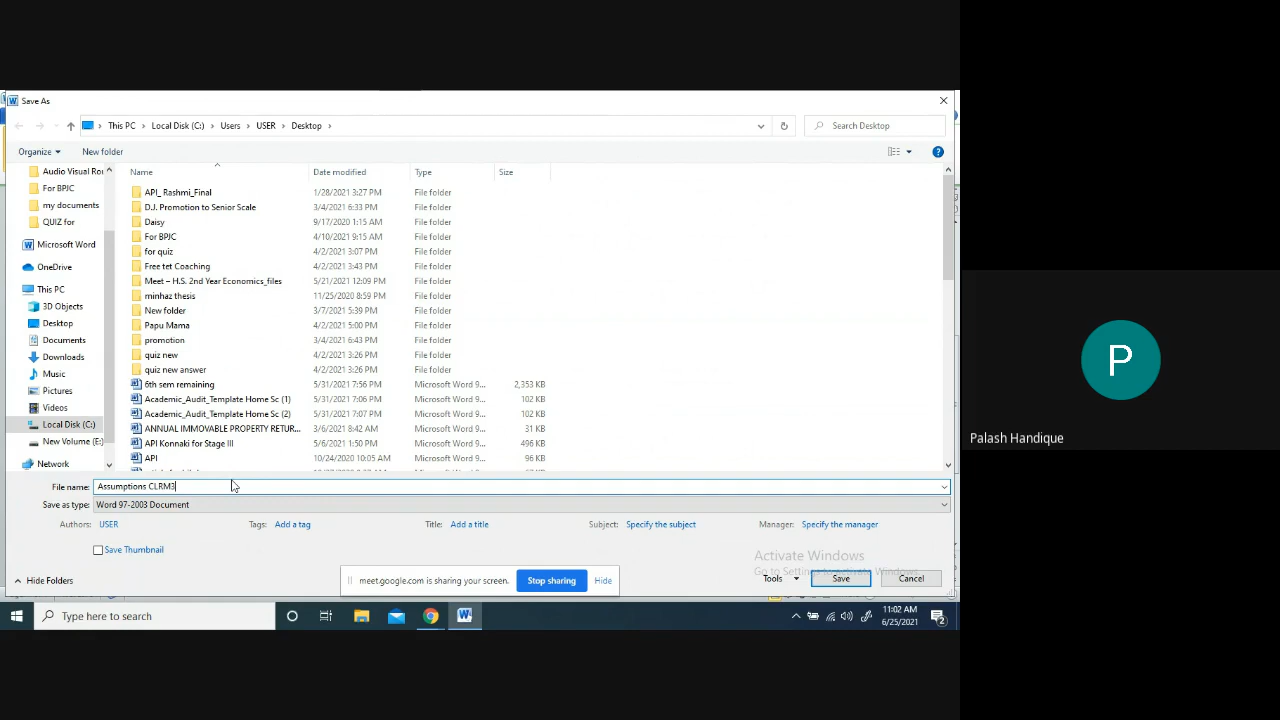 Save As
This PC > Local Disk (C:) > Users > USER > Desktop >
Search Desktop
Organize
New folder
Name
Date modified
Type
Size
Audio Visual Rou
For BPJC
my documents
QUIZ for
Microsoft Word
OneDrive
This PC
3D Objects
Desktop
Documents
Downloads
Music
Pictures
Videos
Local Disk (C:)
New Volume (E:)
Network
API_ Rashmi_Final 1/28/2021 3:27 PM File folder
D.J. Promotion to Senior Scale 3/4/2021 6:33 PM File folder
Daisy 9/17/2020 1:15 AM File folder
For BPJC 4/10/2021 9:15 AM File folder
for quiz 4/2/2021 3:07 PM File folder
Free tet Coaching 4/2/2021 3:43 PM File folder
Meet – H.S. 2nd Year Economics_files 5/21/2021 12:09 PM File folder
minhaz thesis 11/25/2020 8:59 PM File folder
New folder 3/7/2021 5:39 PM File folder
Papu Mama 4/2/2021 5:00 PM File folder
promotion 3/4/2021 6:43 PM File folder
quiz new 4/2/2021 3:26 PM File folder
quiz new answer 4/2/2021 3:26 PM File folder
6th sem remaining 5/31/2021 7:56 PM Microsoft Word 9... 2,353 KB
Academic_Audit_Template Home Sc (1) 5/31/2021 7:06 PM Microsoft Word 9... 102 KB
Academic_Audit_Template Home Sc (2) 5/31/2021 7:07 PM Microsoft Word 9... 102 KB
ANNUAL IMMOVABLE PROPERTY RETUR... 3/6/2021 8:42 AM Microsoft Word 9... 31 KB
API Konnaki for Stage III 5/6/2021 1:50 PM Microsoft Word 9... 496 KB
API 10/24/2020 10:05 AM Microsoft Word 9... 96 KB
File name: Assumptions CLRM3
Save as type: Word 97-2003 Document
Authors: USER Tags: Add a tag Title: Add a title Subject: Specify the subject Manager: Specify the manager
Save Thumbnail
Activate Windows
Go to Settings to activate Windows.
Hide Folders
meet.google.com is sharing your screen. Stop sharing Hide
Tools Save Cancel
Type here to search
11:02 AM
6/25/2021
2
P
Palash Handique